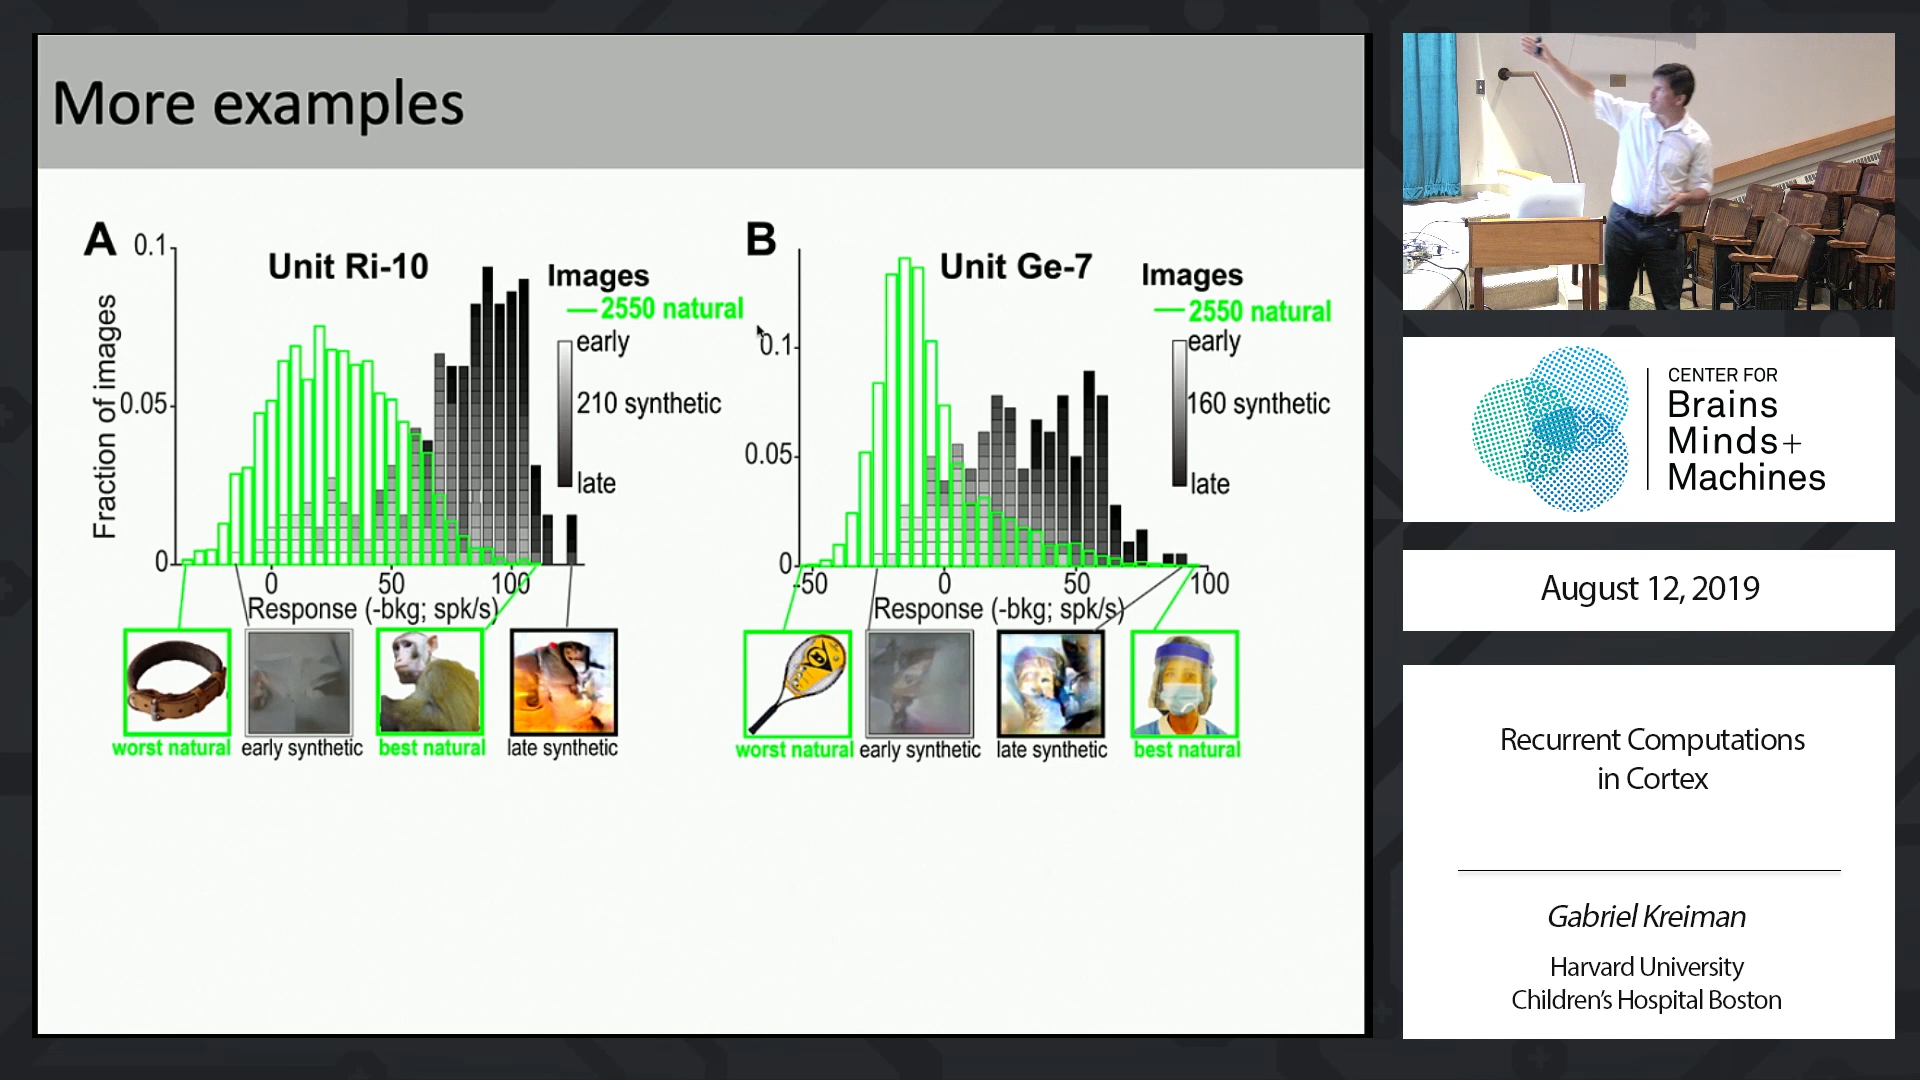 More examples
A
0.1
Unit Ri-10
Images
2550 natural
early
210 synthetic
late
Fraction of images
0.05
0
0
50
100
Response (-bkg; spk/s)
worst natural
early synthetic
best natural
late synthetic
B
Unit Ge-7
Images
2550 natural
early
160 synthetic
late
0.1
0.05
0
-50
0
50
100
Response (-bkg; spk/s)
worst natural
early synthetic
late synthetic
best natural
CENTER FOR
Brains
Minds+
Machines
August 12, 2019
Recurrent Computations
in Cortex
Gabriel Kreiman
Harvard University
Children's Hospital Boston